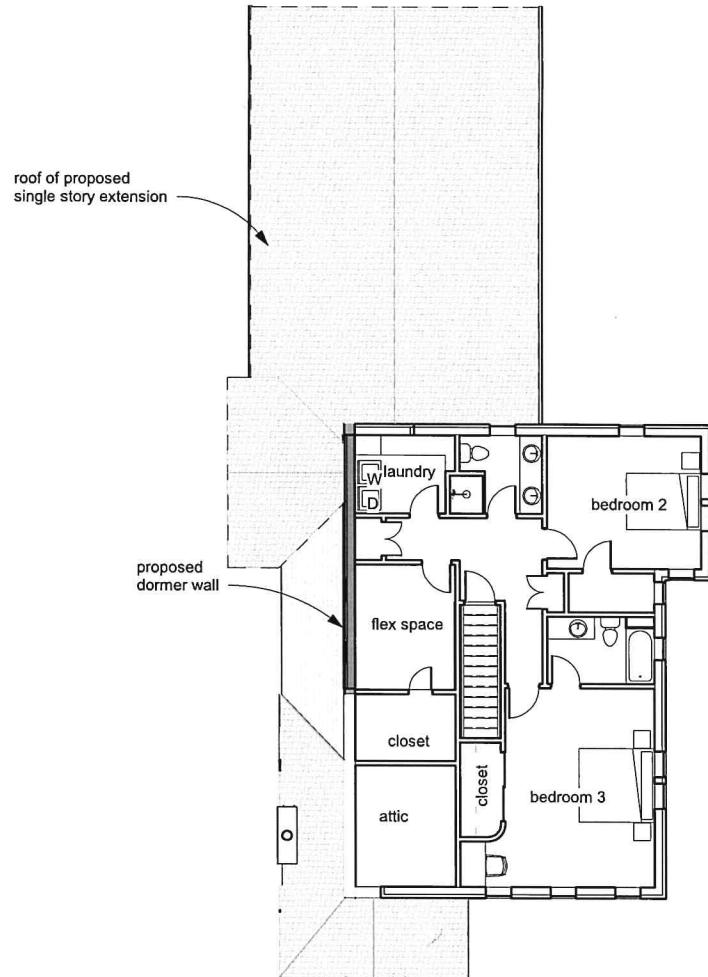 roof of proposed
single story extension
W
laundry
D
bedroom 2
proposed
dormer wall
flex space
closet
closet
bedroom 3
attic